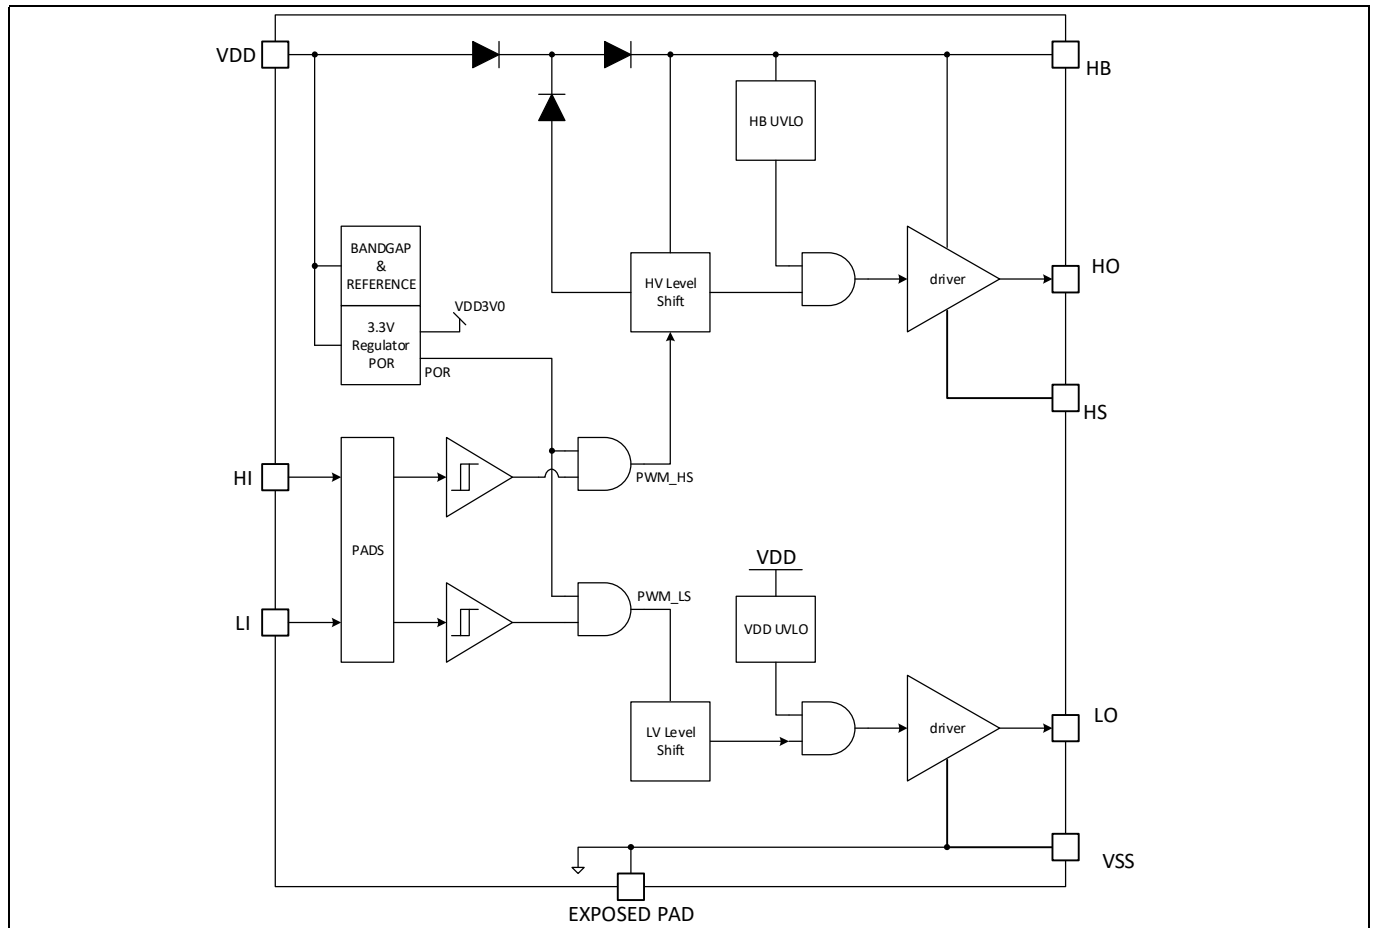 VDD
HB
HB UVLO
BANDGAP
&
REFERENCE
HV Level
Shift
driver
HO
VDD3V0
3.3V
Regulator
POR
POR
HS
HI
PWM_HS
PADS
VDD
PWM_LS
LI
VDD UVLO
LV Level
Shift
driver
LO
VSS
EXPOSED PAD